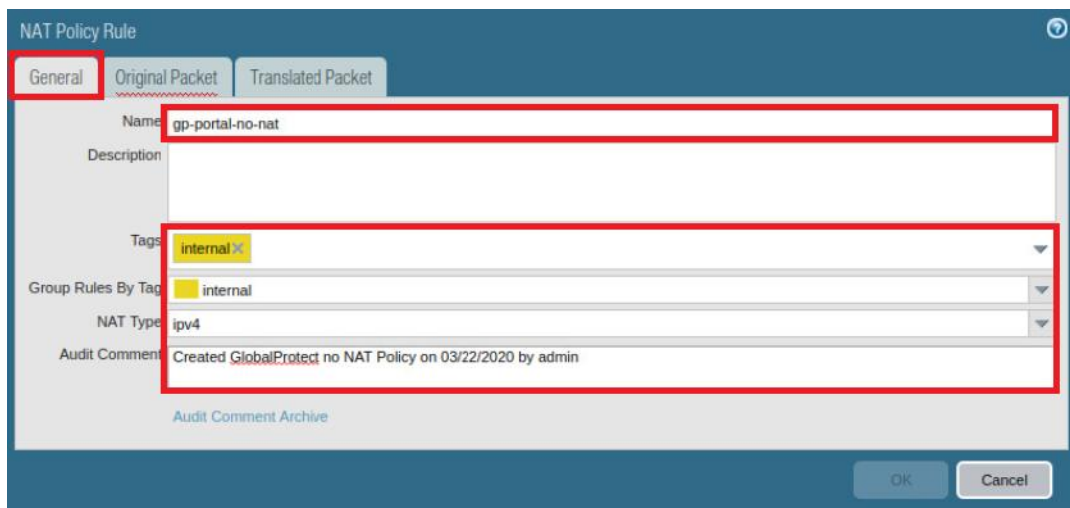 NAT Policy Rule
General Original Packet Translated Packet
Name gp-portal-no-nat
Description
Tags internal
Group Rules By Tag internal
NAT Type ipv4
Audit Comment Created GlobalProtect no NAT Policy on 03/22/2020 by admin
Audit Comment Archive
OK Cancel